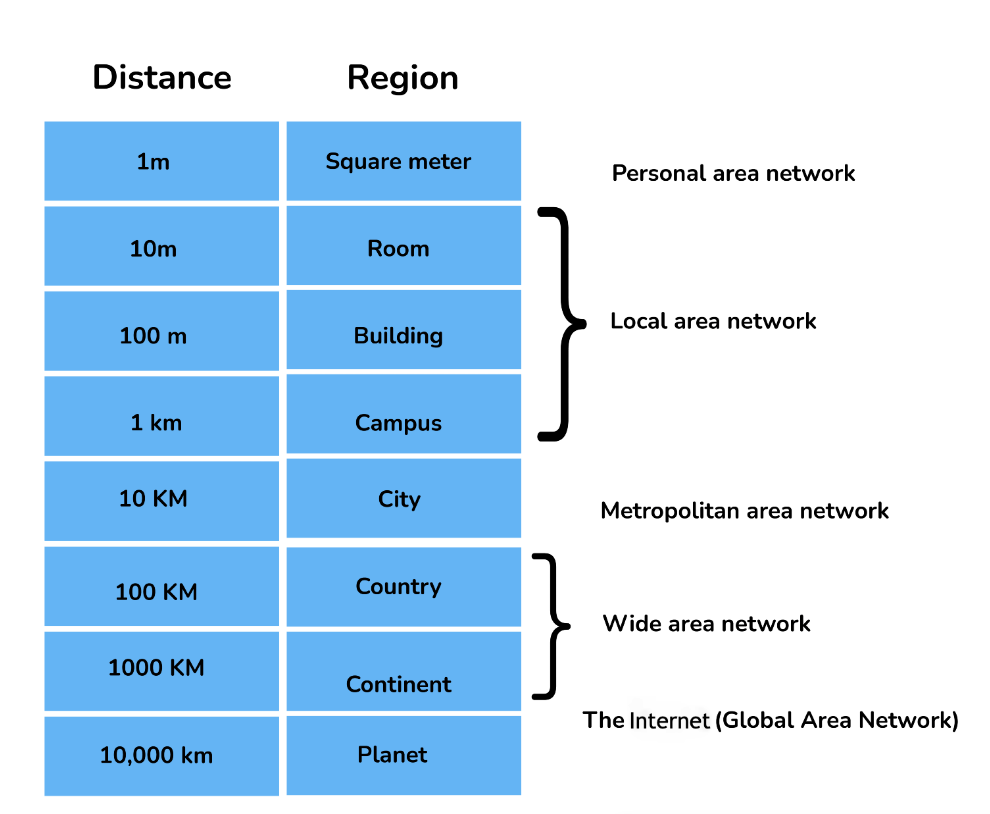 Distance Region
1m Square meter Personal area network
10m Room
100 m Building Local area network
1 km Campus
10 KM City Metropolitan area network
100 KM Country
Wide area network
1000 KM Continent
The Internet (Global Area Network)
10,000 km Planet